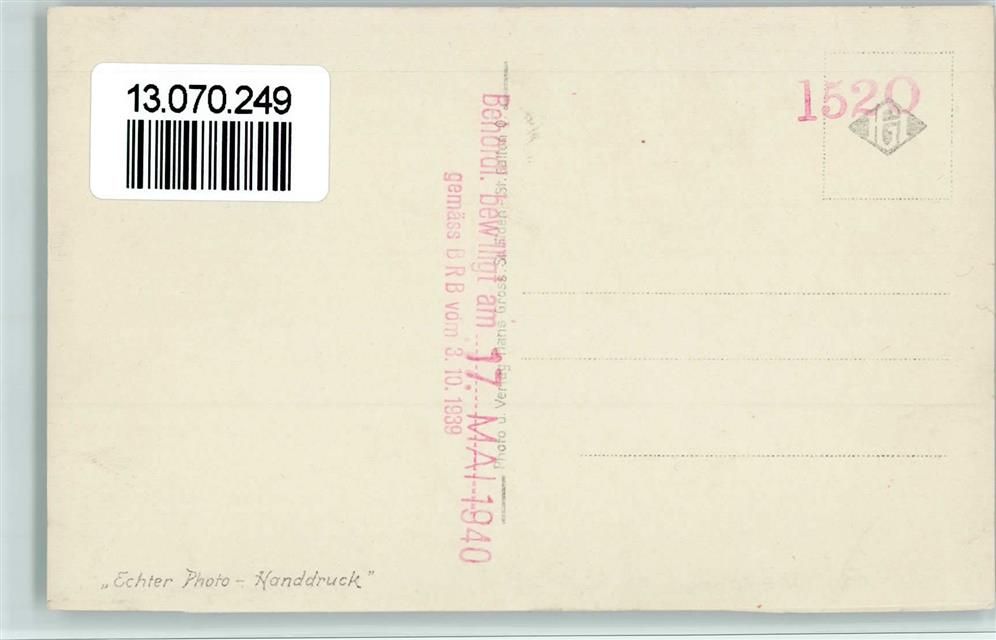 13.070.249
1520
HG
Behördl. bewilligt am 17. MAI 1940
gemäss B R B vom 3. 10. 1939
Photo u. Verlag Hans Gross St. Gallen
„Echter Photo - Handdruck"